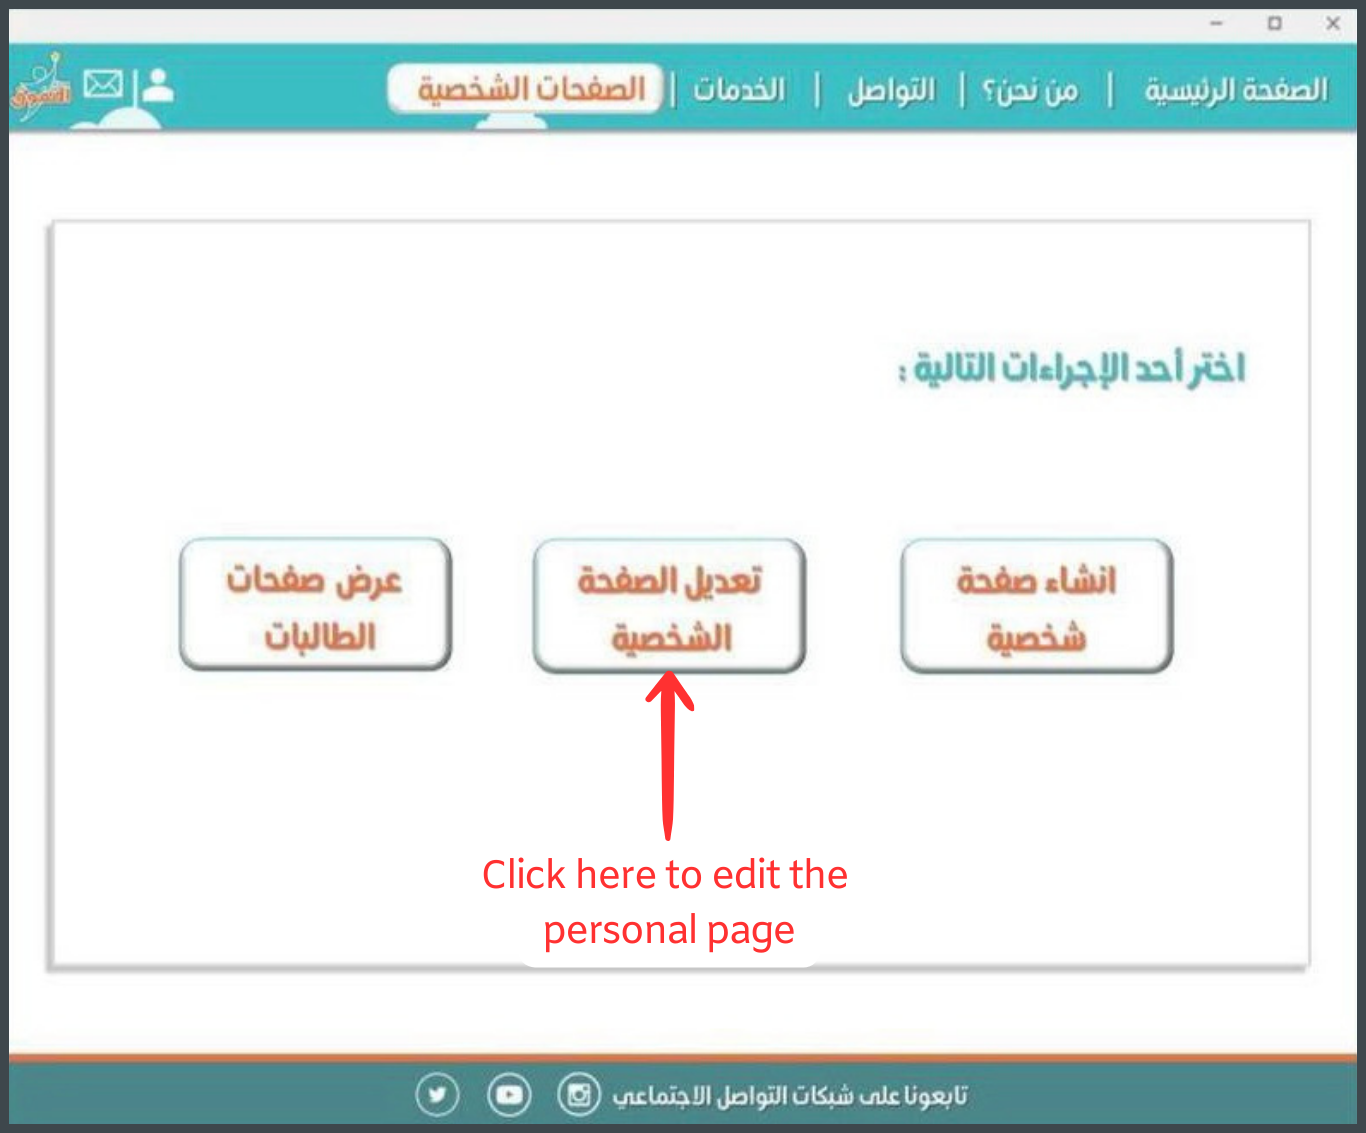 الصفحة الرئيسية | من نحن؟ | التواصل | الخدمات | الصفحات الشخصية
اختر أحد الإجراءات التالية :
انشاء صفحة
شخصية
تعديل الصفحة
الشخصية
عرض صفحات
الطالبات
Click here to edit the
personal page
تابعونا على شبكات التواصل الاجتماعي